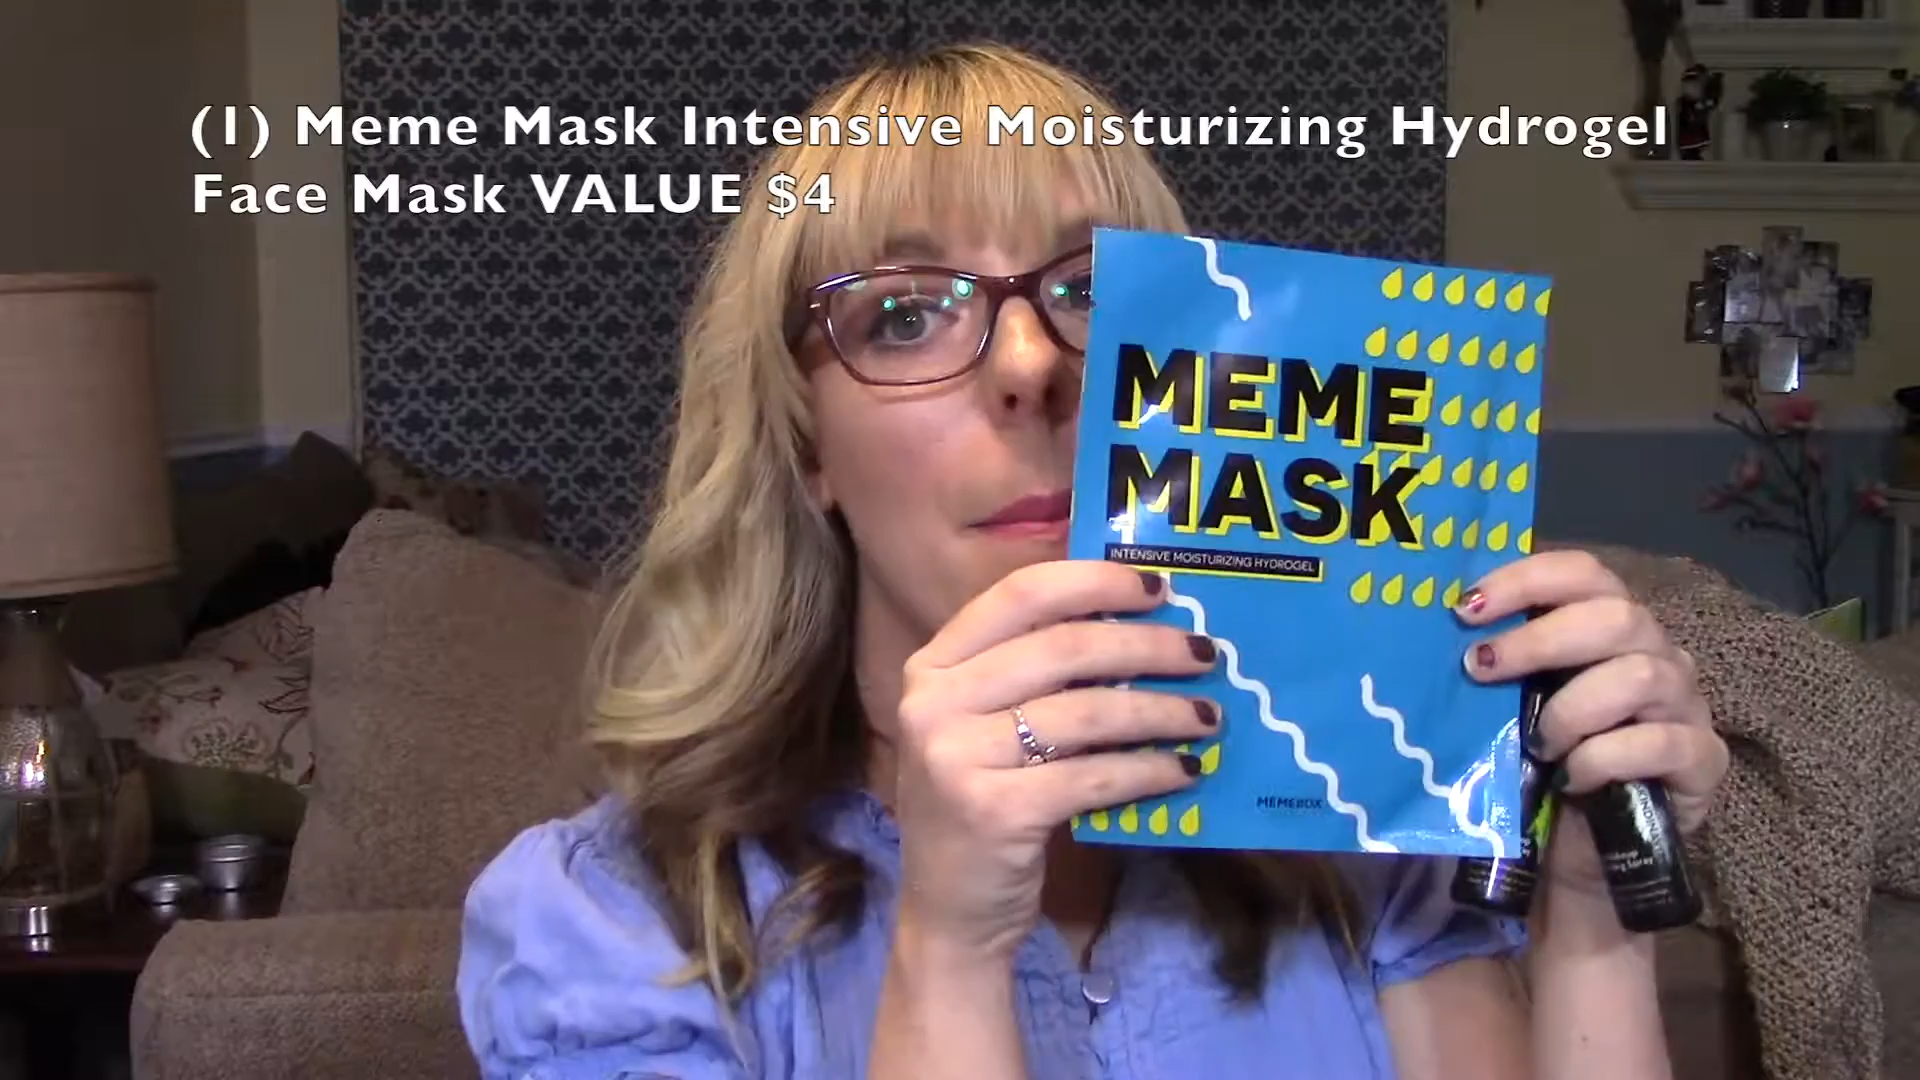 (1) Meme Mask Intensive Moisturizing Hydrogel
Face Mask VALUE $4
MEME
MASK
INTENSIVE MOISTURIZING HYDROGEL
MEMEBOX